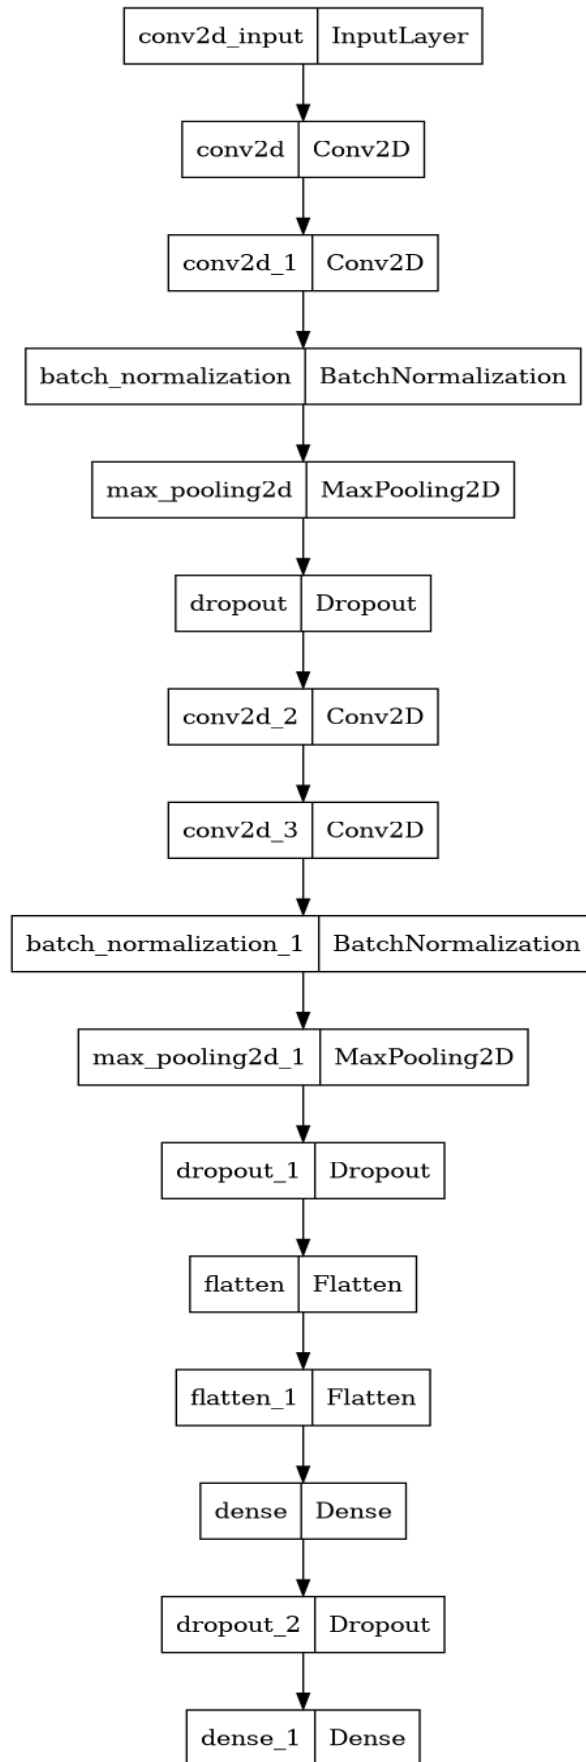 conv2d_input InputLayer
conv2d Conv2D
conv2d_1 Conv2D
batch_normalization BatchNormalization
max_pooling2d MaxPooling2D
dropout Dropout
conv2d_2 Conv2D
conv2d_3 Conv2D
batch_normalization_1 BatchNormalization
max_pooling2d_1 MaxPooling2D
dropout_1 Dropout
flatten Flatten
flatten_1 Flatten
dense Dense
dropout_2 Dropout
dense_1 Dense